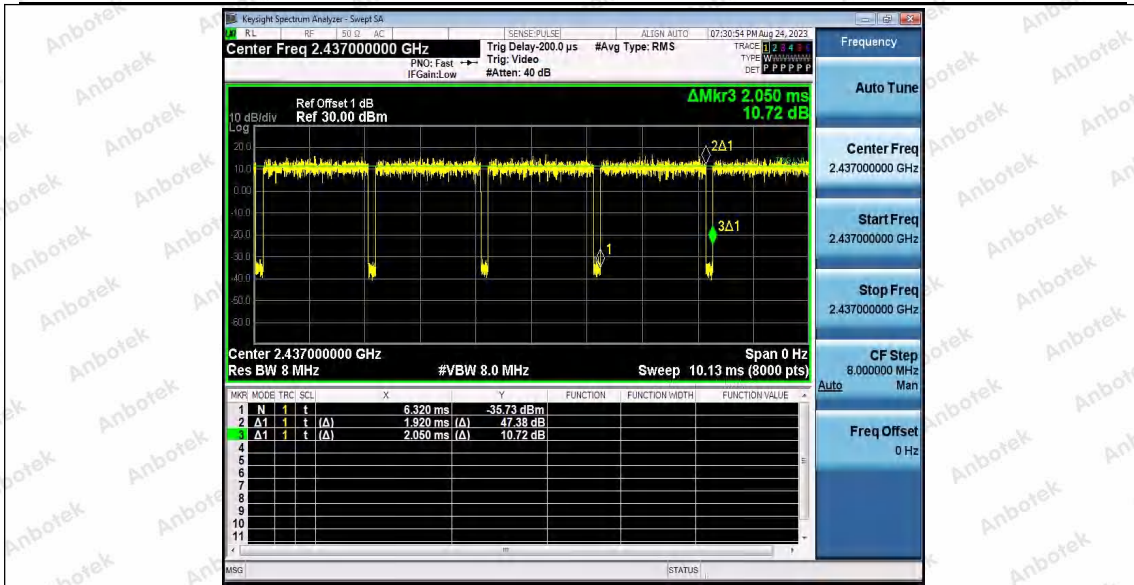 Keysight Spectrum Analyzer - Swept SA
RL RF 50 Ω AC SENSE:PULSE ALIGN AUTO 07:30:54 PM Aug 24, 2023
Center Freq 2.437000000 GHz
PNO: Fast
IFGain:Low
Trig Delay-200.0 µs
Trig: Video
#Atten: 40 dB
#Avg Type: RMS
TRACE 1 2 3 4 5 6
TYPE W
DET P P P P P P
ΔMkr3 2.050 ms
10.72 dB
Ref Offset 1 dB
10 dB/div Ref 30.00 dBm
Log
20.0
10.0
0.00
-10.0
-20.0
-30.0
-40.0
-50.0
-60.0
2Δ1
3Δ1
1
Center 2.437000000 GHz Span 0 Hz
Res BW 8 MHz #VBW 8.0 MHz Sweep 10.13 ms (8000 pts)
MKR MODE TRC SCL X Y FUNCTION FUNCTION WIDTH FUNCTION VALUE
1 N 1 t 6.320 ms -35.73 dBm
2 Δ1 1 t (Δ) 1.920 ms (Δ) 47.38 dB
3 Δ1 1 t (Δ) 2.050 ms (Δ) 10.72 dB
4
5
6
7
8
9
10
11
MSG STATUS
Frequency
Auto Tune
Center Freq
2.437000000 GHz
Start Freq
2.437000000 GHz
Stop Freq
2.437000000 GHz
CF Step
8.000000 MHz
Auto Man
Freq Offset
0 Hz
Anbotek